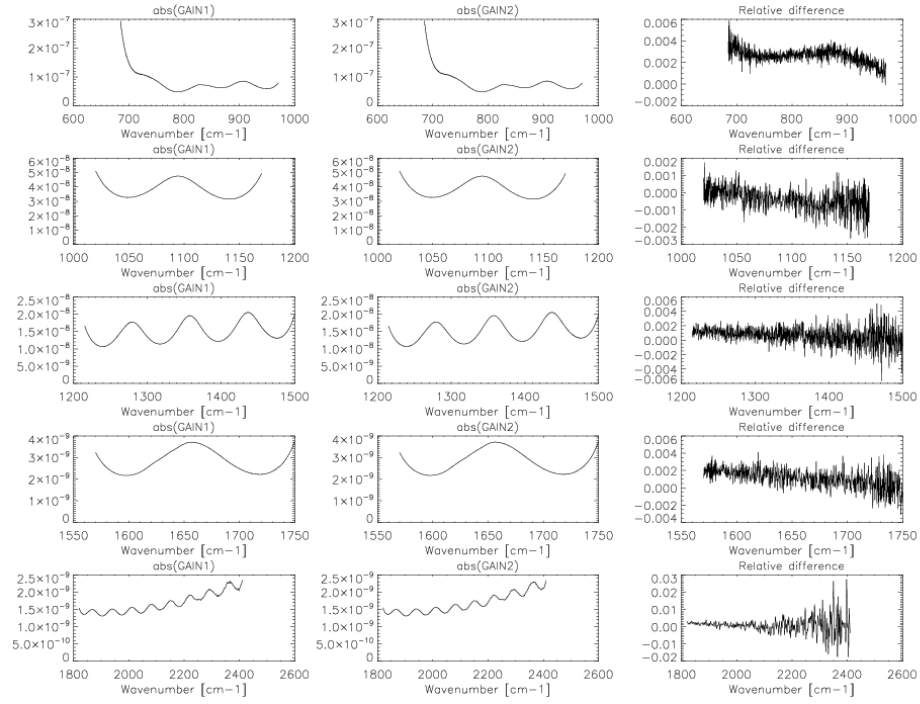 abs(GAIN1) abs(GAIN2) Relative difference
3×10⁻⁷ 3×10⁻⁷ 0.006
2×10⁻⁷ 2×10⁻⁷ 0.004
0.002
1×10⁻⁷ 1×10⁻⁷ 0.000
0 0 −0.002
600 700 800 900 1000 600 700 800 900 1000 600 700 800 900 1000
Wavenumber [cm−1] Wavenumber [cm−1] Wavenumber [cm−1]
abs(GAIN1) abs(GAIN2) Relative difference
6×10⁻⁸ 6×10⁻⁸ 0.002
5×10⁻⁸ 5×10⁻⁸ 0.001
4×10⁻⁸ 4×10⁻⁸ 0.000
3×10⁻⁸ 3×10⁻⁸ −0.001
2×10⁻⁸ 2×10⁻⁸ −0.002
1×10⁻⁸ 1×10⁻⁸ −0.003
0 0
1000 1050 1100 1150 1200 1000 1050 1100 1150 1200 1000 1050 1100 1150 1200
Wavenumber [cm−1] Wavenumber [cm−1] Wavenumber [cm−1]
abs(GAIN1) abs(GAIN2) Relative difference
2.5×10⁻⁸ 2.5×10⁻⁸ 0.006
2.0×10⁻⁸ 2.0×10⁻⁸ 0.004
1.5×10⁻⁸ 1.5×10⁻⁸ 0.002
1.0×10⁻⁸ 1.0×10⁻⁸ 0.000
5.0×10⁻⁹ 5.0×10⁻⁹ −0.002
−0.004
0 0 −0.006
1200 1300 1400 1500 1200 1300 1400 1500 1200 1300 1400 1500
Wavenumber [cm−1] Wavenumber [cm−1] Wavenumber [cm−1]
abs(GAIN1) abs(GAIN2) Relative difference
4×10⁻⁹ 4×10⁻⁹ 0.006
3×10⁻⁹ 3×10⁻⁹ 0.004
2×10⁻⁹ 2×10⁻⁹ 0.002
0.000
1×10⁻⁹ 1×10⁻⁹ −0.002
0 0 −0.004
1550 1600 1650 1700 1750 1550 1600 1650 1700 1750 1550 1600 1650 1700 1750
Wavenumber [cm−1] Wavenumber [cm−1] Wavenumber [cm−1]
abs(GAIN1) abs(GAIN2) Relative difference
2.5×10⁻⁹ 2.5×10⁻⁹ 0.03
2.0×10⁻⁹ 2.0×10⁻⁹ 0.02
1.5×10⁻⁹ 1.5×10⁻⁹ 0.01
1.0×10⁻⁹ 1.0×10⁻⁹ 0.00
5.0×10⁻¹⁰ 5.0×10⁻¹⁰ −0.01
0 0 −0.02
1800 2000 2200 2400 2600 1800 2000 2200 2400 2600 1800 2000 2200 2400 2600
Wavenumber [cm−1] Wavenumber [cm−1] Wavenumber [cm−1]